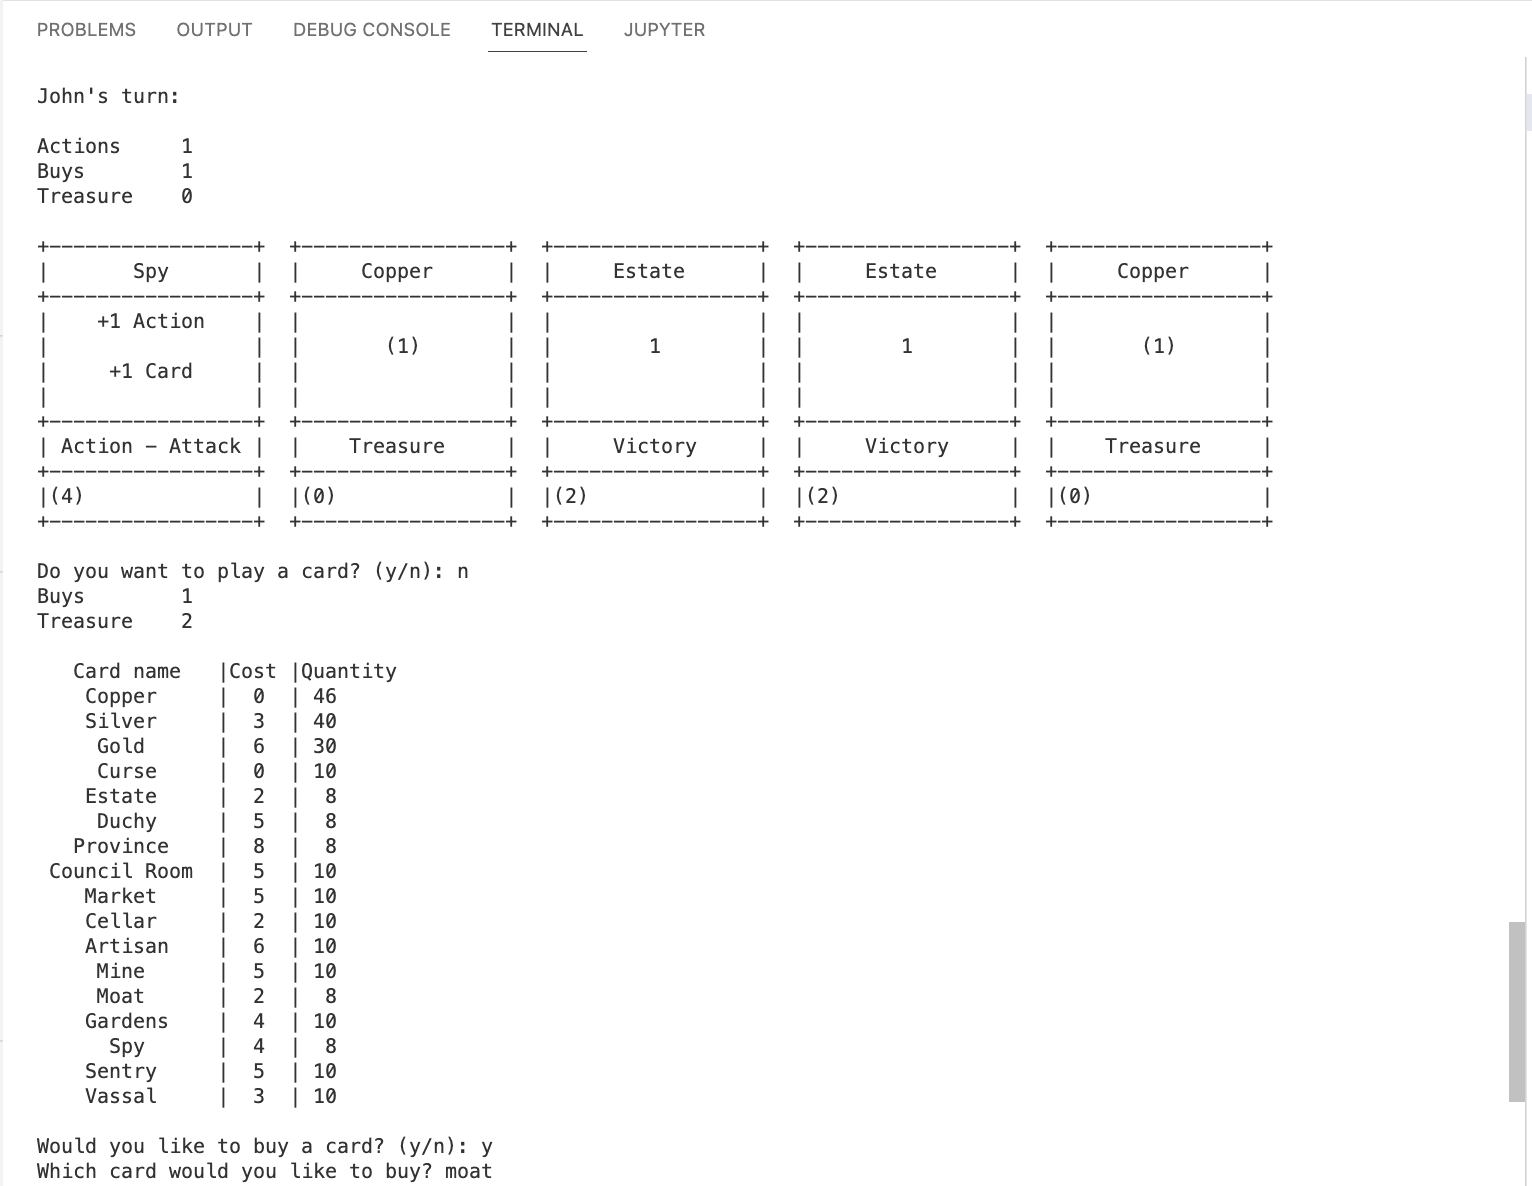 PROBLEMS OUTPUT DEBUG CONSOLE TERMINAL JUPYTER
John's turn:
Actions     1
Buys        1
Treasure    0
+-----------------+  +-----------------+  +-----------------+  +-----------------+  +-----------------+
|       Spy       |  |     Copper      |  |     Estate      |  |     Estate      |  |     Copper      |
+-----------------+  +-----------------+  +-----------------+  +-----------------+  +-----------------+
|    +1 Action    |  |                 |  |                 |  |                 |  |                 |
|                 |  |       (1)       |  |        1        |  |        1        |  |       (1)       |
|     +1 Card     |  |                 |  |                 |  |                 |  |                 |
|                 |  |                 |  |                 |  |                 |  |                 |
+-----------------+  +-----------------+  +-----------------+  +-----------------+  +-----------------+
| Action - Attack |  |    Treasure     |  |     Victory     |  |     Victory     |  |    Treasure     |
+-----------------+  +-----------------+  +-----------------+  +-----------------+  +-----------------+
|(4)              |  |(0)              |  |(2)              |  |(2)              |  |(0)              |
+-----------------+  +-----------------+  +-----------------+  +-----------------+  +-----------------+
Do you want to play a card? (y/n): n
Buys        1
Treasure    2
   Card name   |Cost |Quantity
    Copper     |  0  | 46
    Silver     |  3  | 40
     Gold      |  6  | 30
     Curse     |  0  | 10
    Estate     |  2  |  8
     Duchy     |  5  |  8
   Province    |  8  |  8
 Council Room  |  5  | 10
    Market     |  5  | 10
    Cellar     |  2  | 10
    Artisan    |  6  | 10
     Mine      |  5  | 10
     Moat      |  2  |  8
    Gardens    |  4  | 10
      Spy      |  4  |  8
    Sentry     |  5  | 10
    Vassal     |  3  | 10
Would you like to buy a card? (y/n): y
Which card would you like to buy? moat